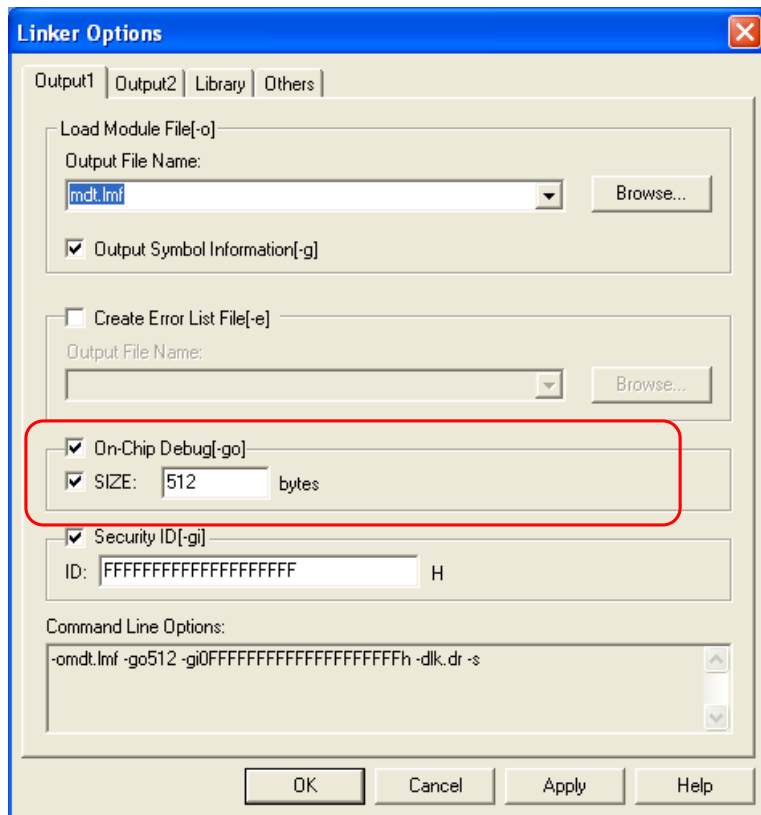 Linker Options
Output1 Output2 Library Others
Load Module File[-o]
Output File Name:
mdt.lmf
Browse...
Output Symbol Information[-g]
Create Error List File[-e]
Output File Name:
Browse...
On-Chip Debug[-go]
SIZE: 512 bytes
Security ID[-gi]
ID: FFFFFFFFFFFFFFFFFFFF H
Command Line Options:
-omdt.lmf -go512 -gi0FFFFFFFFFFFFFFFFFFFFh -dlk.dr -s
OK Cancel Apply Help